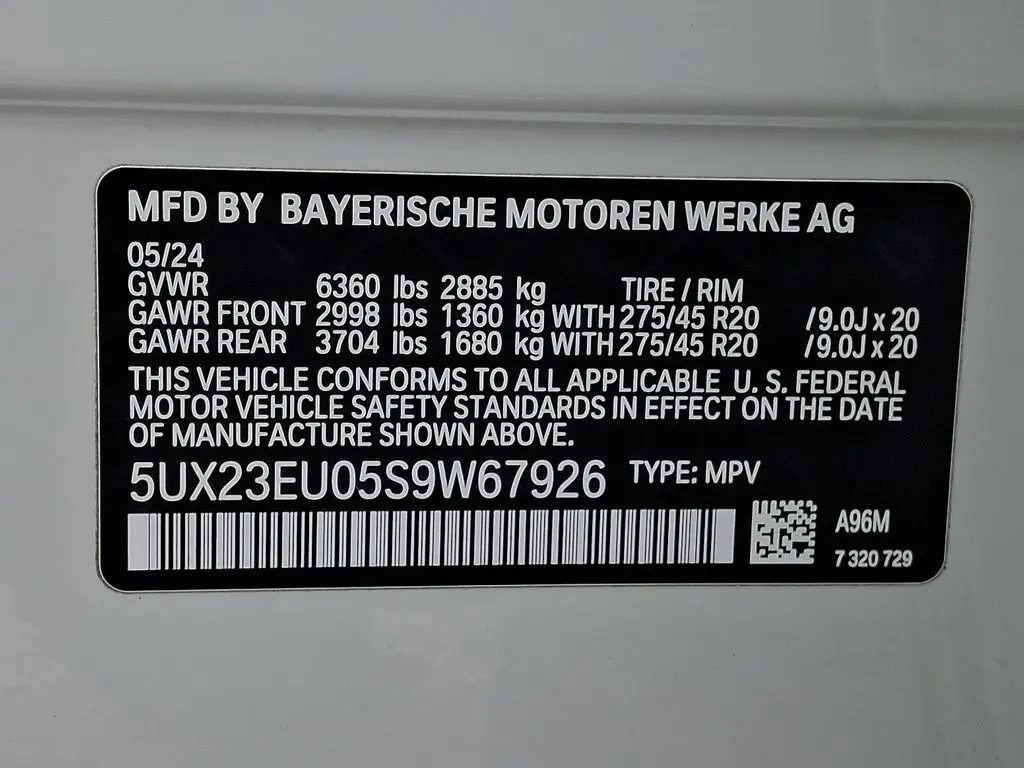 MFD BY BAYERISCHE MOTOREN WERKE AG
05/24
GVWR 6360 lbs 2885 kg TIRE / RIM
GAWR FRONT 2998 lbs 1360 kg WITH 275/45 R20 /9.0J x 20
GAWR REAR 3704 lbs 1680 kg WITH 275/45 R20 /9.0J x 20
THIS VEHICLE CONFORMS TO ALL APPLICABLE U. S. FEDERAL
MOTOR VEHICLE SAFETY STANDARDS IN EFFECT ON THE DATE
OF MANUFACTURE SHOWN ABOVE.
5UX23EU05S9W67926 TYPE: MPV
A96M
7 320 729